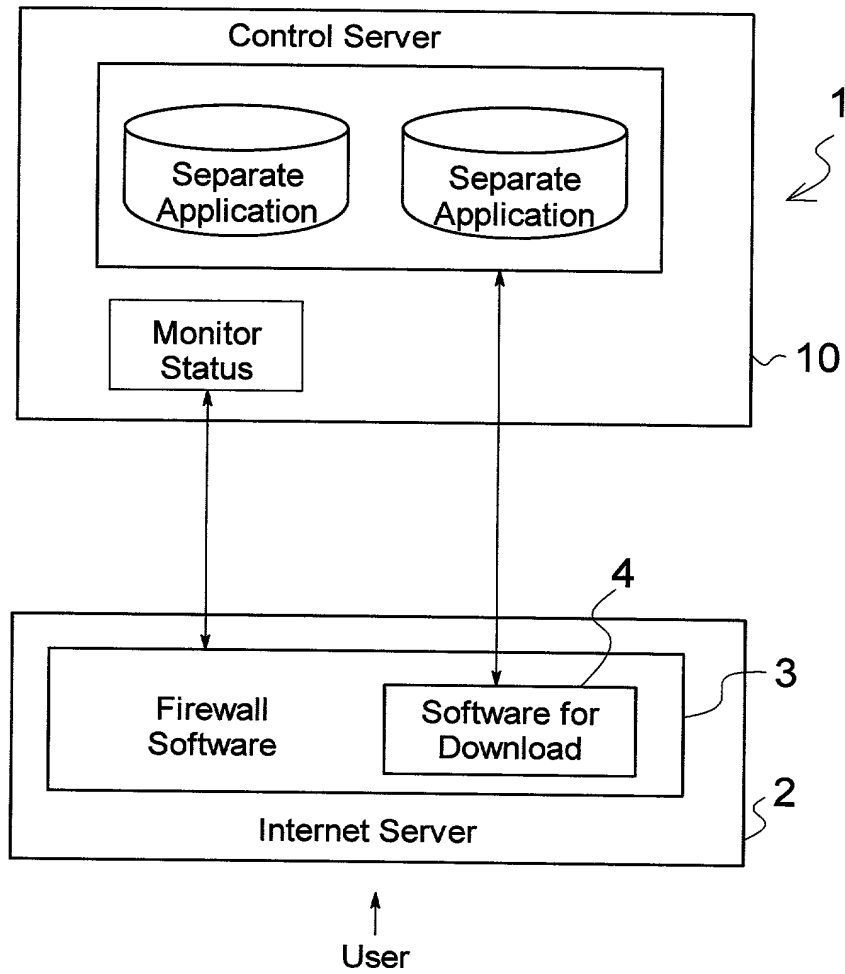 Control Server
1
Separate
Application
Separate
Application
Monitor
Status
10
4
3
Firewall
Software
Software for
Download
2
Internet Server
User